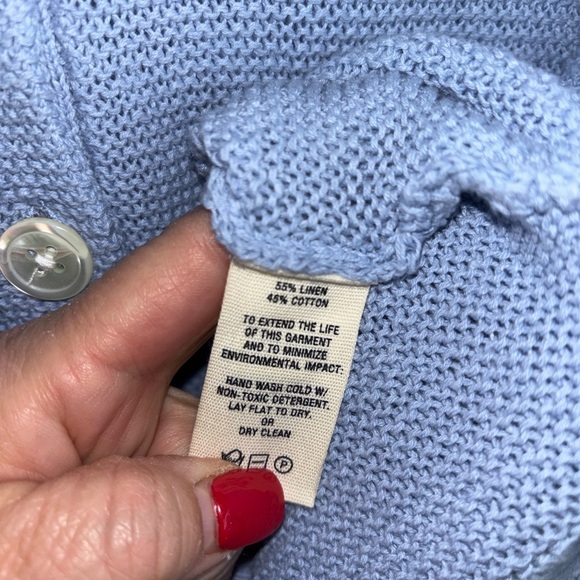 55% LINEN
45% COTTON
TO EXTEND THE LIFE
OF THIS GARMENT
AND TO MINIMIZE
ENVIRONMENTAL IMPACT:
HAND WASH COLD W/
NON-TOXIC DETERGENT.
LAY FLAT TO DRY.
OR
DRY CLEAN
P